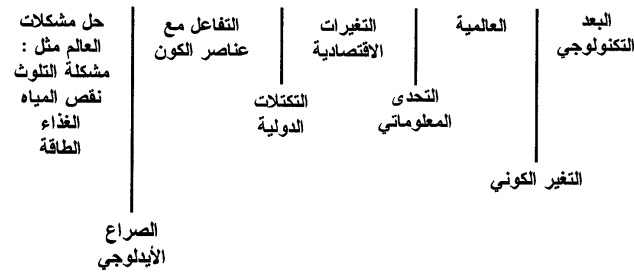 البعد
التكنولوجي
العالمية
التغيرات
الاقتصادية
التفاعل مع
عناصر الكون
حل مشكلات
العالم مثل :
مشكلة التلوث
نقص المياه
الغذاء
الطاقة
التحدى
المعلوماتي
التكتلات
الدولية
التغير الكوني
الصراع
الأيدلوجي